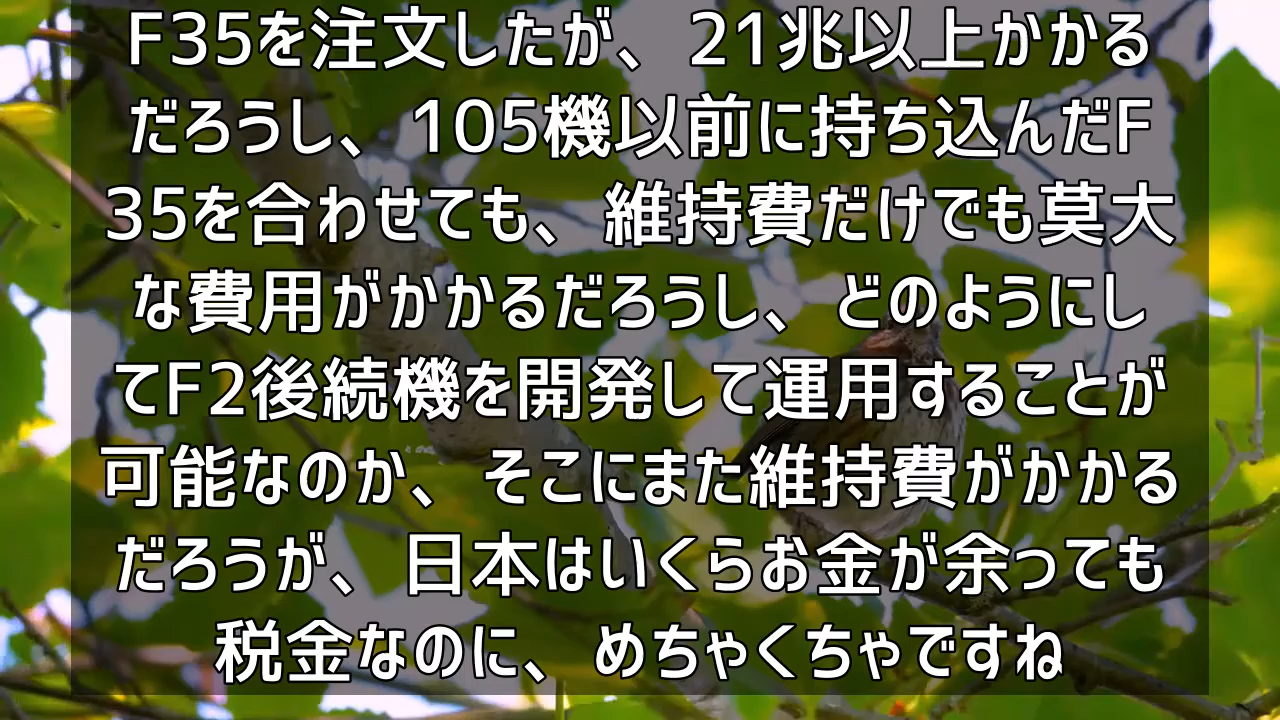 F35を注文したが、21兆以上かかる
だろうし、105機以前に持ち込んだF
35を合わせても、維持費だけでも莫大
な費用がかかるだろうし、どのようにし
てF2後続機を開発して運用することが
可能なのか、そこにまた維持費がかかる
だろうが、日本はいくらお金が余っても
税金なのに、めちゃくちゃですね